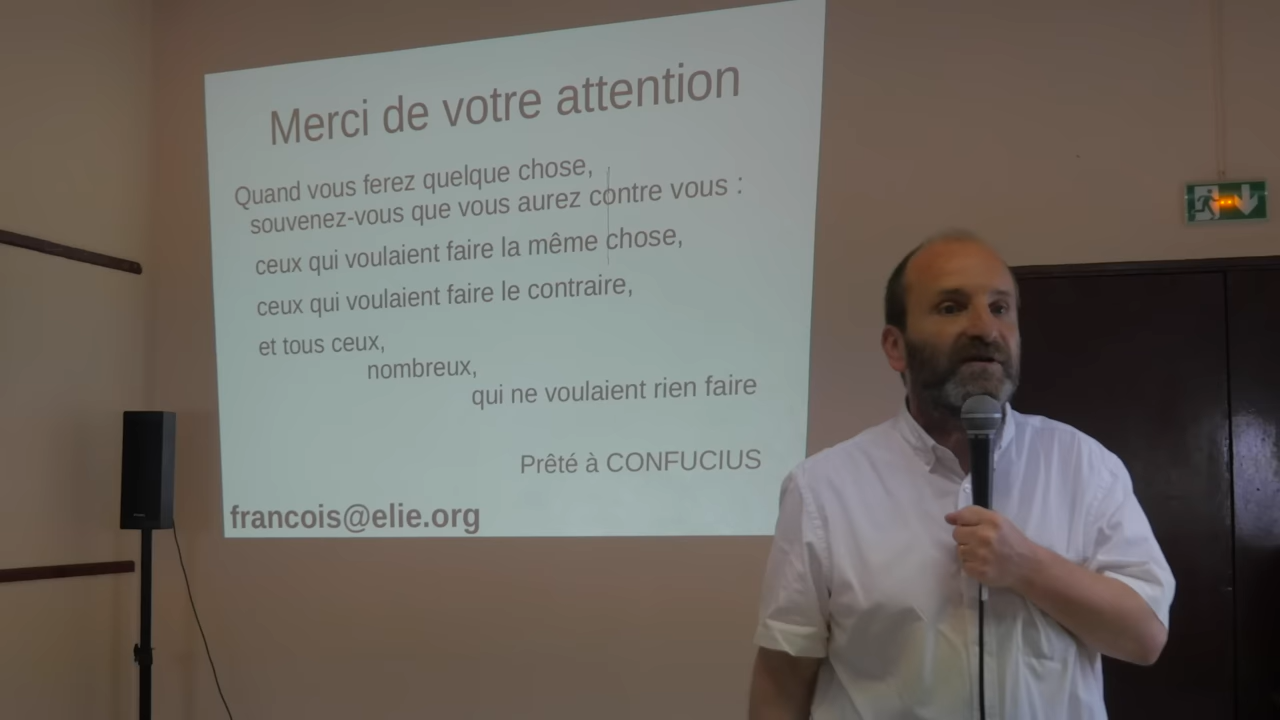 Merci de votre attention
Quand vous ferez quelque chose,
souvenez-vous que vous aurez contre vous :
ceux qui voulaient faire la même chose,
ceux qui voulaient faire le contraire,
et tous ceux,
nombreux,
qui ne voulaient rien faire
Prêté à CONFUCIUS
francois@elie.org